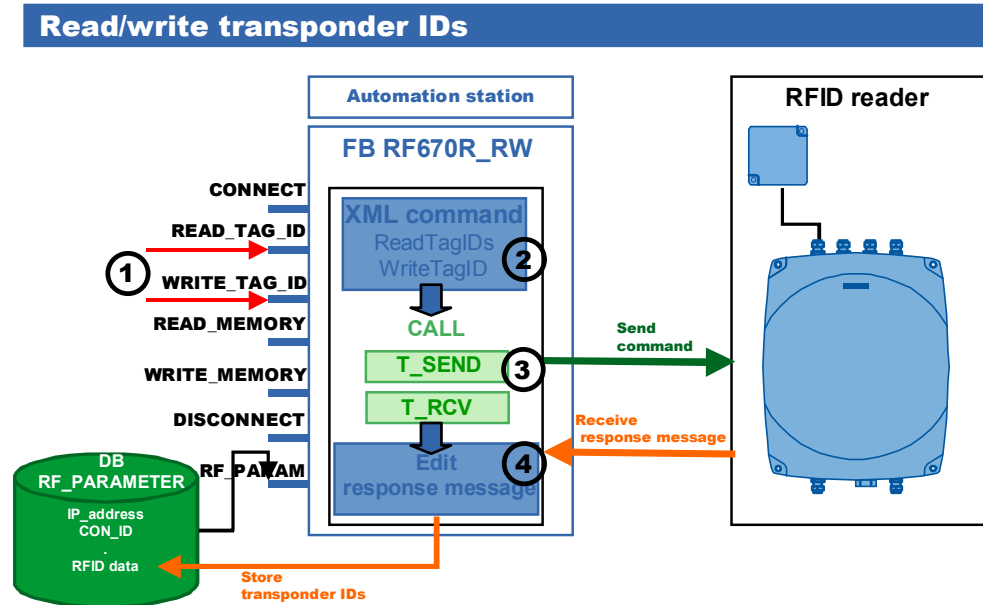 Read/write transponder IDs
Automation station
RFID reader
FB RF670R_RW
CONNECT
READ_TAG_ID
1
WRITE_TAG_ID
READ_MEMORY
WRITE_MEMORY
DISCONNECT
RF_PARAM
XML command
ReadTagIDs
WriteTagID
2
CALL
T_SEND
3
T_RCV
Edit
response message
4
Send
command
Receive
response message
DB
RF_PARAMETER
IP_address
CON_ID
.
RFID data
Store
transponder IDs